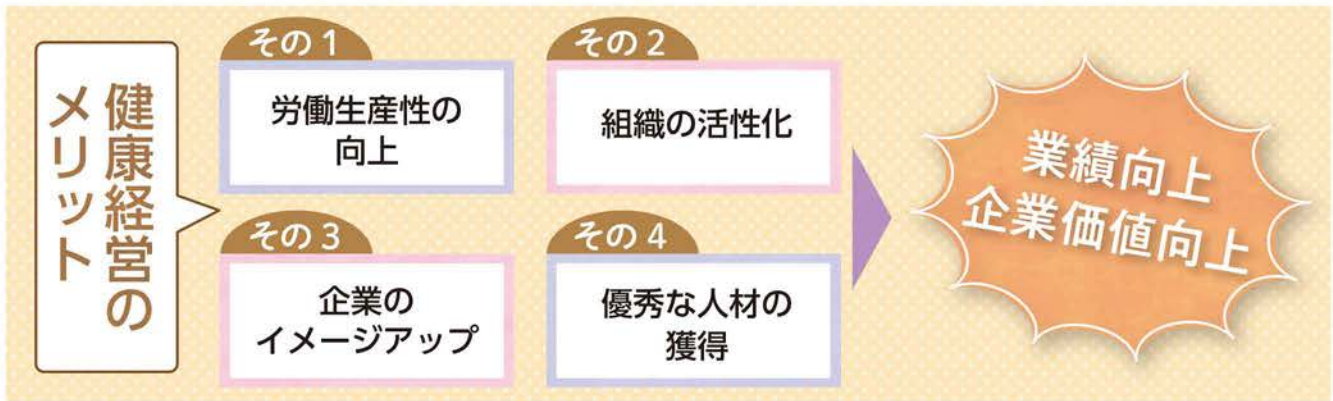 健康経営の
メリット
その1
労働生産性の
向上
その2
組織の活性化
その3
企業の
イメージアップ
その4
優秀な人材の
獲得
業績向上
企業価値向上